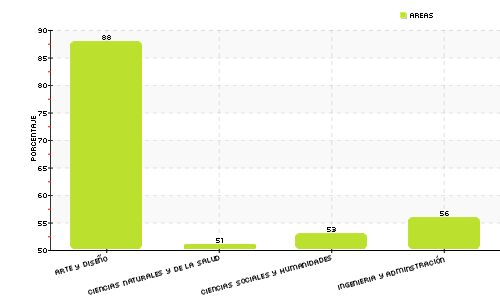 AREAS
PORCENTAJE
90
85
80
75
70
65
60
55
50
88
51
53
56
ARTE Y DISEÑO
CIENCIAS NATURALES Y DE LA SALUD
CIENCIAS SOCIALES Y HUMANIDADES
INGENIERIA Y ADMINSTRACIÓN